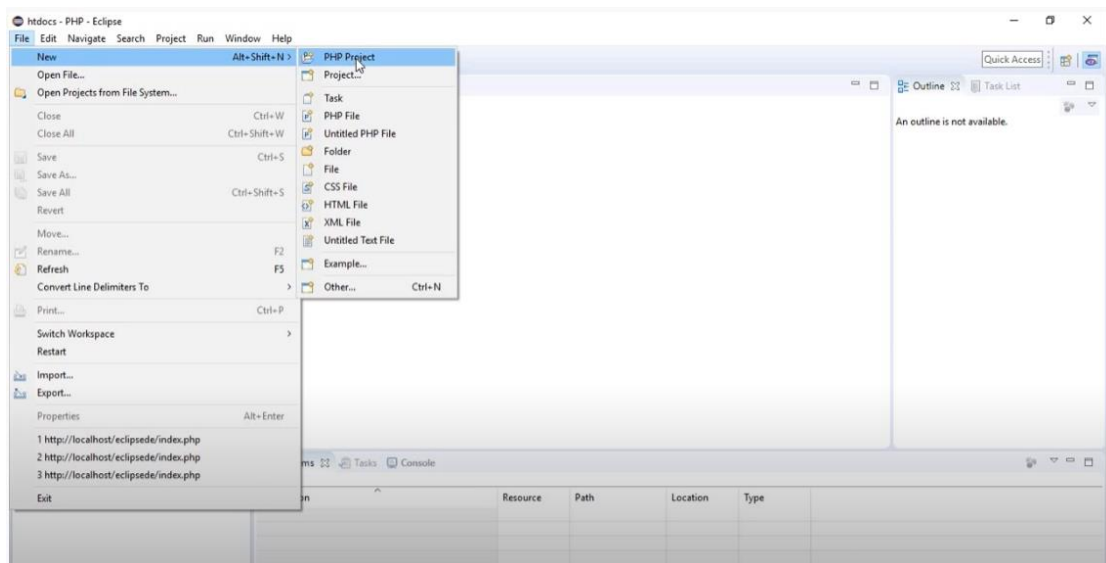 htdocs - PHP - Eclipse
File Edit Navigate Search Project Run Window Help
New Alt+Shift+N >
Open File...
Open Projects from File System...
Close Ctrl+W
Close All Ctrl+Shift+W
Save Ctrl+S
Save As...
Save All Ctrl+Shift+S
Revert
Move...
Rename... F2
Refresh F5
Convert Line Delimiters To >
Print... Ctrl+P
Switch Workspace >
Restart
Import...
Export...
Properties Alt+Enter
1 http://localhost/eclipsede/index.php
2 http://localhost/eclipsede/index.php
3 http://localhost/eclipsede/index.php
Exit
PHP Project
Project...
Task
PHP File
Untitled PHP File
Folder
File
CSS File
HTML File
XML File
Untitled Text File
Example...
Other... Ctrl+N
Quick Access
Outline Task List
An outline is not available.
ms Tasks Console
on Resource Path Location Type